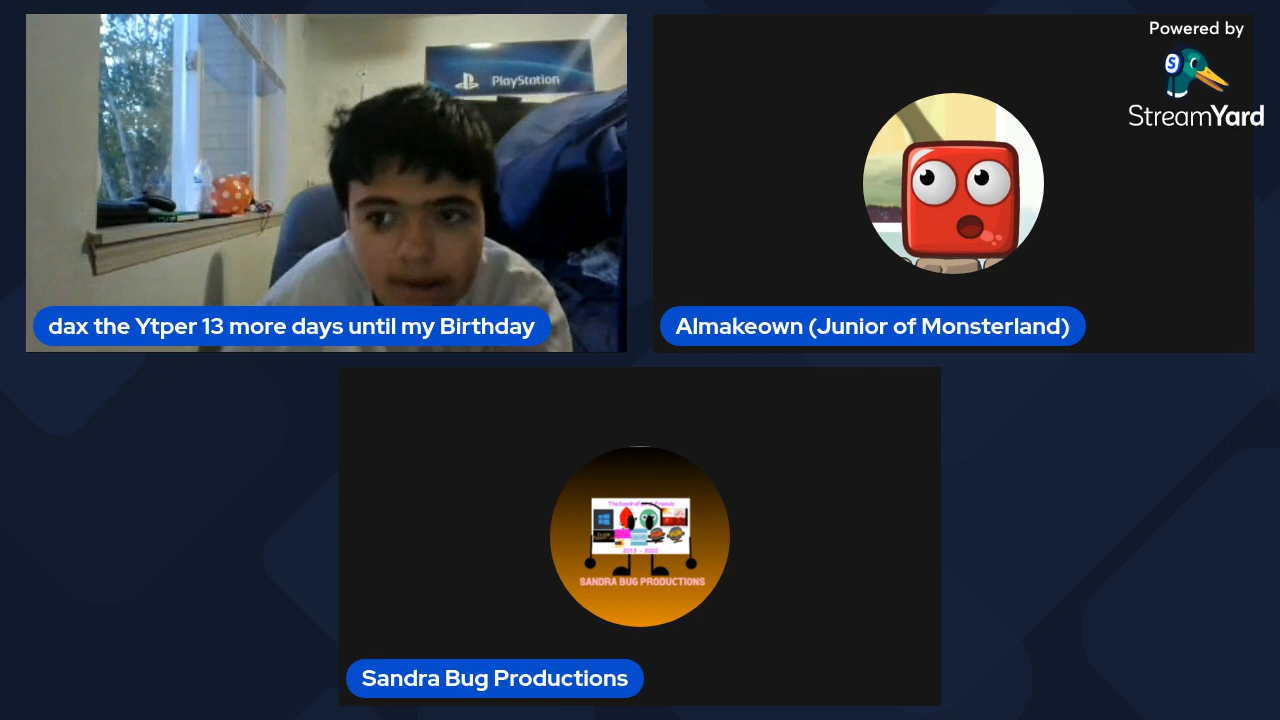 PlayStation
dax the Ytper 13 more days until my Birthday
Powered by
StreamYard
S
Almakeown (Junior of Monsterland)
2013 - 2022
SANDRA BUG PRODUCTIONS
Sandra Bug Productions